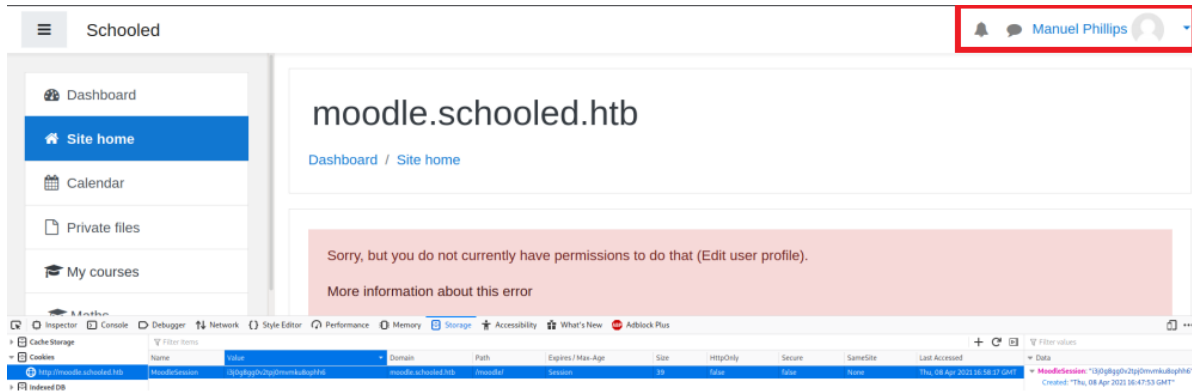 Schooled
Manuel Phillips
Dashboard
Site home
Calendar
Private files
My courses
Maths
moodle.schooled.htb
Dashboard / Site home
Sorry, but you do not currently have permissions to do that (Edit user profile).
More information about this error
Inspector Console Debugger Network {} Style Editor Performance Memory Storage Accessibility What's New Adblock Plus
Cache Storage Filter items Filter values
Cookies Name Value Domain Path Expires / Max-Age Size HttpOnly Secure SameSite Last Accessed Data
http://moodle.schooled.htb MoodleSession moodle.schooled.htb /moodle/ Session 39 false false None Thu, 08 Apr 2021 16:58:17 GMT MoodleSession:
Indexed DB Created: "Thu, 08 Apr 2021 16:47:53 GMT"